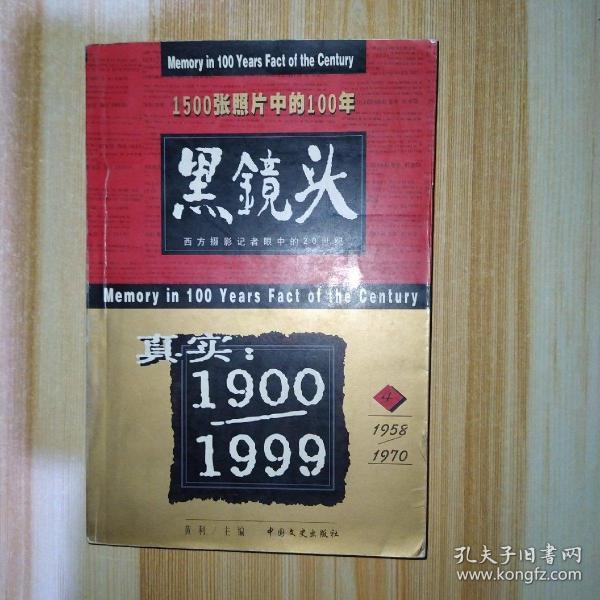 Memory in 100 Years Fact of the Century
1500张照片中的100年
黑鏡头
西方摄影记者眼中的20世纪
Memory in 100 Years Fact of the Century
真实:
1900
1999
4
1958
1970
黄利/主编 中国文史出版社
孔夫子旧书网
www.kongfz.com